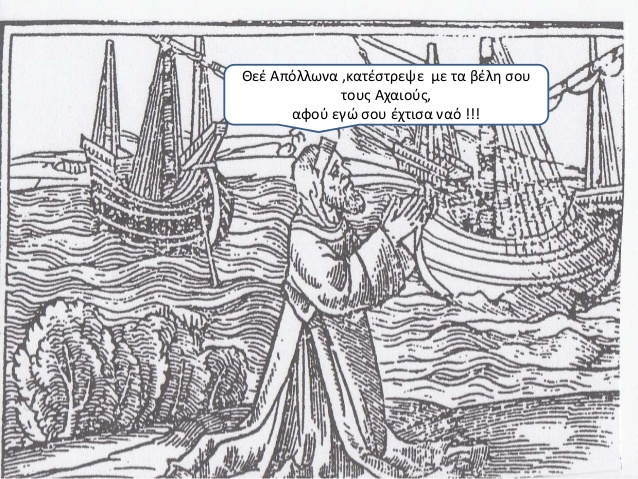 Θεέ Απόλλωνα ,κατέστρεψε με τα βέλη σου
τους Αχαιούς,
αφού εγώ σου έχτισα ναό !!!